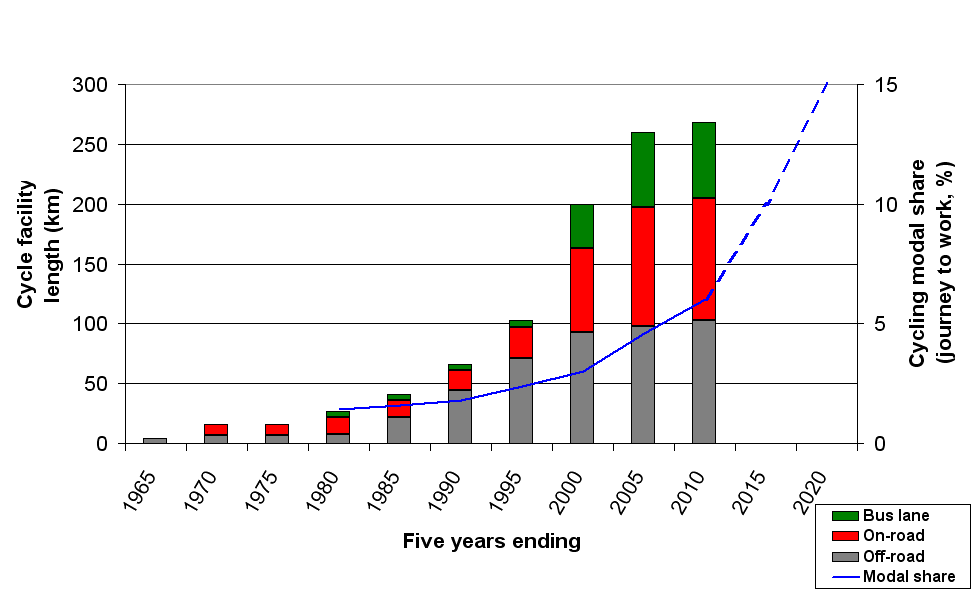 300
250
200
150
100
50
0
15
10
5
0
Cycle facility
length (km)
Cycling modal share
(journey to work, %)
1965
1970
1975
1980
1985
1990
1995
2000
2005
2010
2015
2020
Five years ending
Bus lane
On-road
Off-road
Modal share